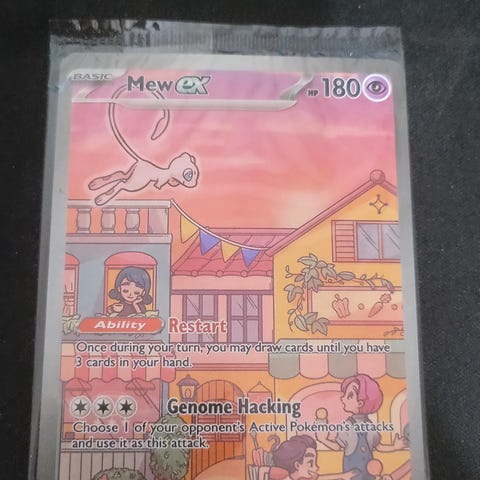 BASIC Mew ex HP 180
Ability Restart
Once during your turn, you may draw cards until you have
3 cards in your hand.
Genome Hacking
Choose 1 of your opponent's Active Pokémon's attacks
and use it as this attack.